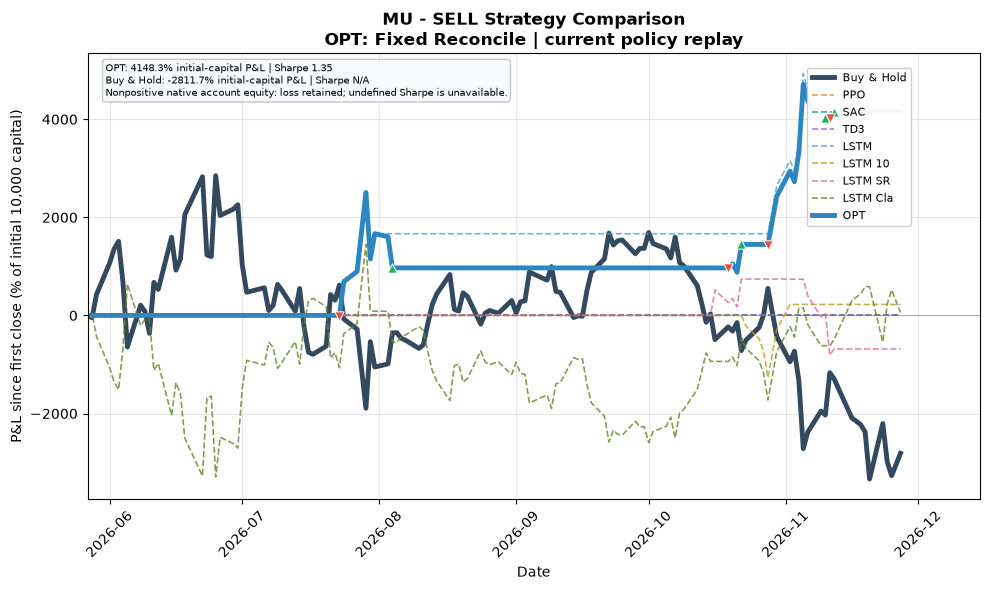 MU - SELL Strategy Comparison
OPT: Fixed Reconcile | current policy replay
OPT: 4148.3% initial-capital P&L | Sharpe 1.35
Buy & Hold: -2811.7% initial-capital P&L | Sharpe N/A
Nonpositive native account equity: loss retained; undefined Sharpe is unavailable.
Buy & Hold
PPO
SAC
TD3
LSTM
LSTM 10
LSTM SR
LSTM Cla
OPT
P&L since first close (% of initial 10,000 capital)
4000
2000
0
−2000
2026-06
2026-07
2026-08
2026-09
2026-10
2026-11
2026-12
Date